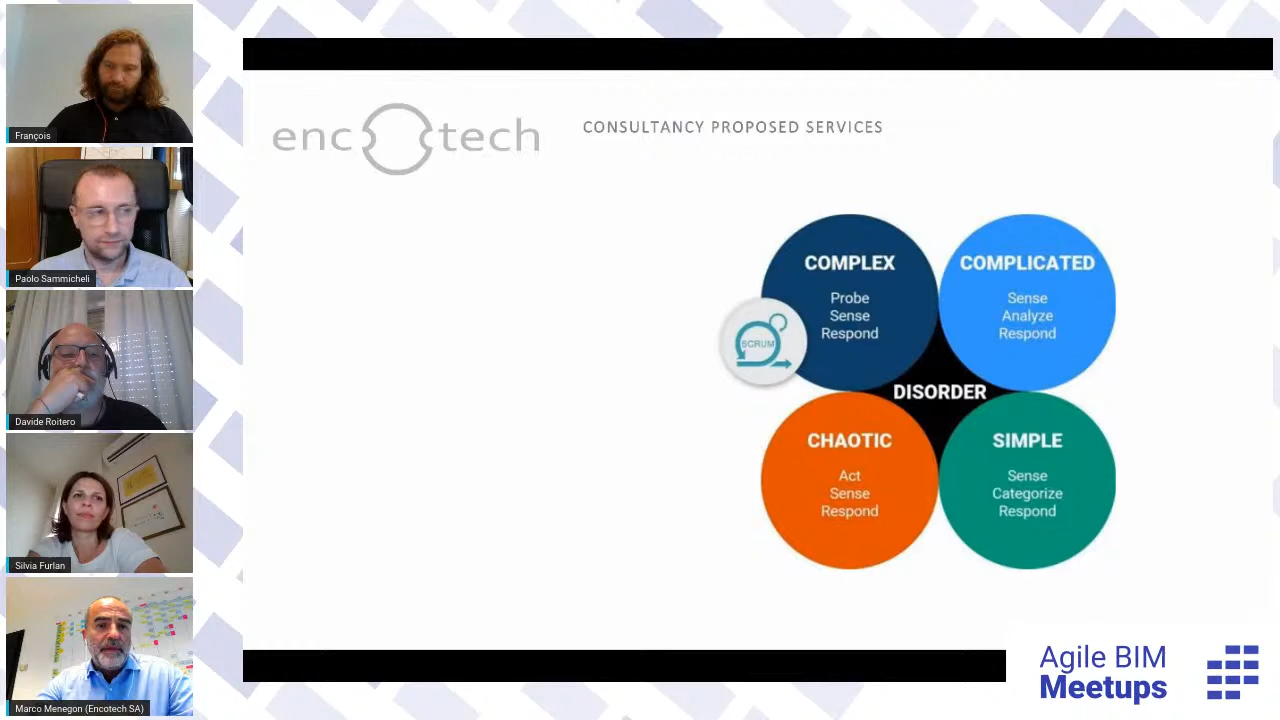 François
Paolo Sammicheli
Davide Roitero
Silvia Furlan
Marco Menegon (Encotech SA)
enc tech
CONSULTANCY PROPOSED SERVICES
COMPLEX
Probe
Sense
Respond
COMPLICATED
Sense
Analyze
Respond
SCRUM
DISORDER
CHAOTIC
Act
Sense
Respond
SIMPLE
Sense
Categorize
Respond
Agile BIM
Meetups